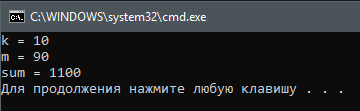 C:\WINDOWS\system32\cmd.exe
k = 10
m = 90
sum = 1100
Для продолжения нажмите любую клавишу . . .